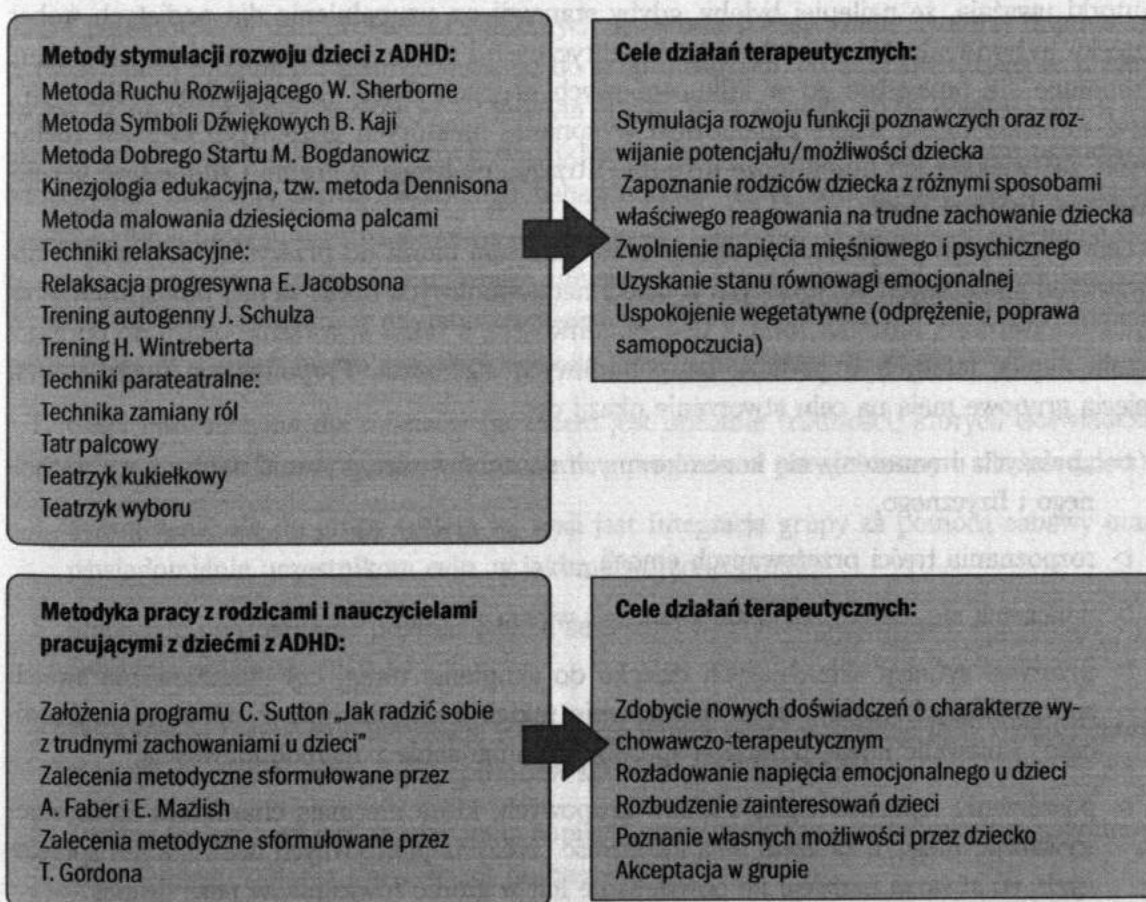 Metody stymulacji rozwoju dzieci z ADHD:
Metoda Ruchu Rozwijającego W. Sherborne
Metoda Symboli Dźwiękowych B. Kaji
Metoda Dobrego Startu M. Bogdanowicz
Kinezjologia edukacyjna, tzw. metoda Dennisona
Metoda malowania dziesięcioma palcami
Techniki relaksacyjne:
Relaksacja progresywna E. Jacobsona
Trening autogenny J. Schulza
Trening H. Wintreberta
Techniki parateatralne:
Technika zamiany ról
Tatr palcowy
Teatrzyk kukiełkowy
Teatrzyk wyboru
Cele działań terapeutycznych:
Stymulacja rozwoju funkcji poznawczych oraz roz-
wijanie potencjału/możliwości dziecka
Zapoznanie rodziców dziecka z różnymi sposobami
właściwego reagowania na trudne zachowanie dziecka
Zwolnienie napięcia mięśniowego i psychicznego
Uzyskanie stanu równowagi emocjonalnej
Uspokojenie wegetatywne (odprężenie, poprawa
samopoczucia)
Metodyka pracy z rodzicami i nauczycielami
pracującymi z dziećmi z ADHD:
Założenia programu C. Sutton „Jak radzić sobie
z trudnymi zachowaniami u dzieci”
Zalecenia metodyczne sformułowane przez
A. Faber i E. Mazlish
Zalecenia metodyczne sformułowane przez
T. Gordona
Cele działań terapeutycznych:
Zdobycie nowych doświadczeń o charakterze wy-
chowawczo-terapeutycznym
Rozładowanie napięcia emocjonalnego u dzieci
Rozbudzenie zainteresowań dzieci
Poznanie własnych możliwości przez dziecko
Akceptacja w grupie